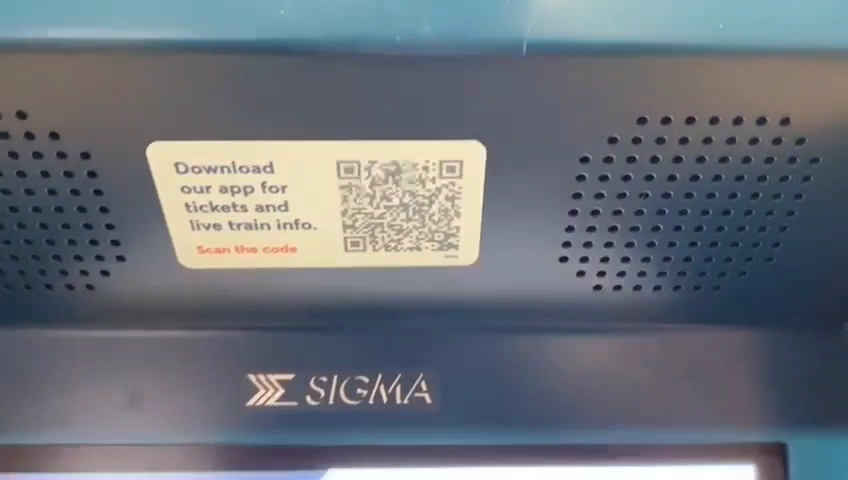 Download
our app for
tickets and
live train info.
Scan the code
SIGMA